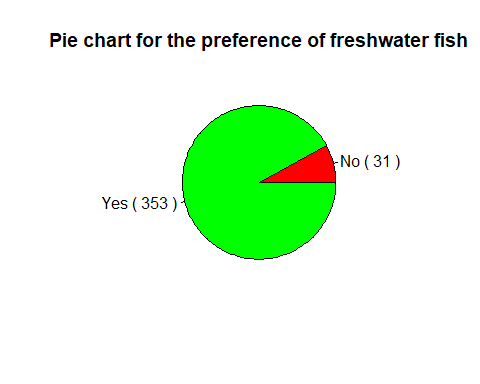 Pie chart for the preference of freshwater fish
No ( 31 )
Yes ( 353 )